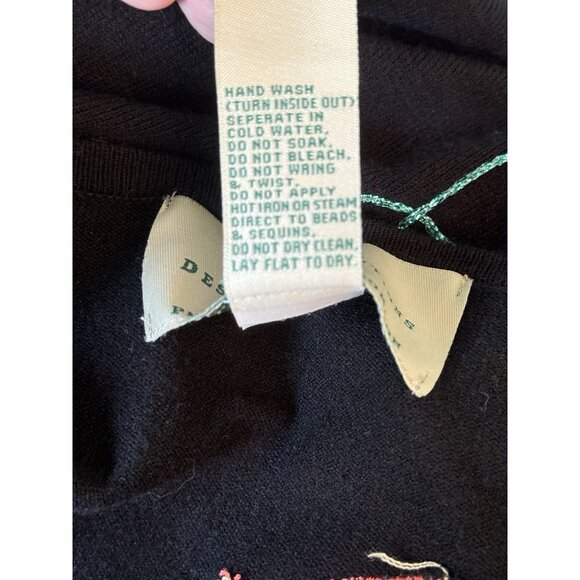 HAND WASH
(TURN INSIDE OUT)
SEPERATE IN
COLD WATER.
DO NOT SOAK.
DO NOT BLEACH.
DO NOT WRING
& TWIST.
DO NOT APPLY
HOT IRON OR STEAM
DIRECT TO BEADS
& SEQUINS.
DO NOT DRY CLEAN.
LAY FLAT TO DRY.